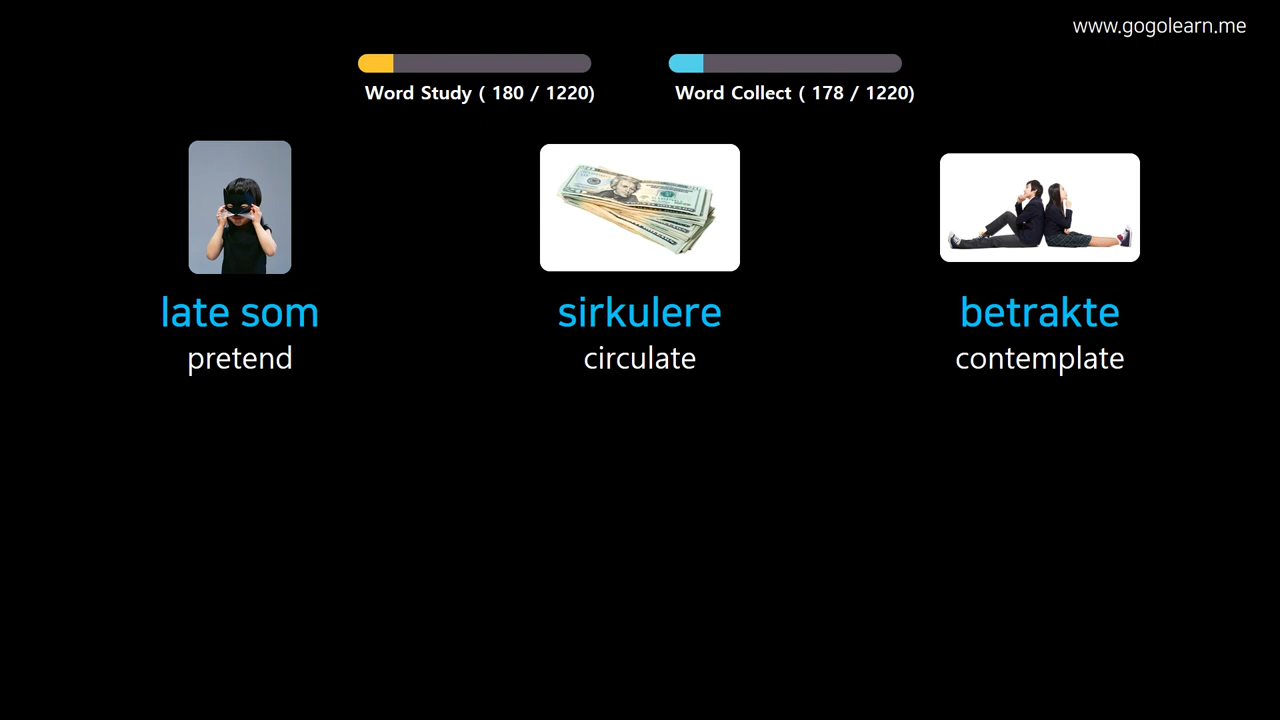 www.gogolearn.me
Word Study ( 180 / 1220)
Word Collect ( 178 / 1220)
late som
pretend
sirkulere
circulate
betrakte
contemplate